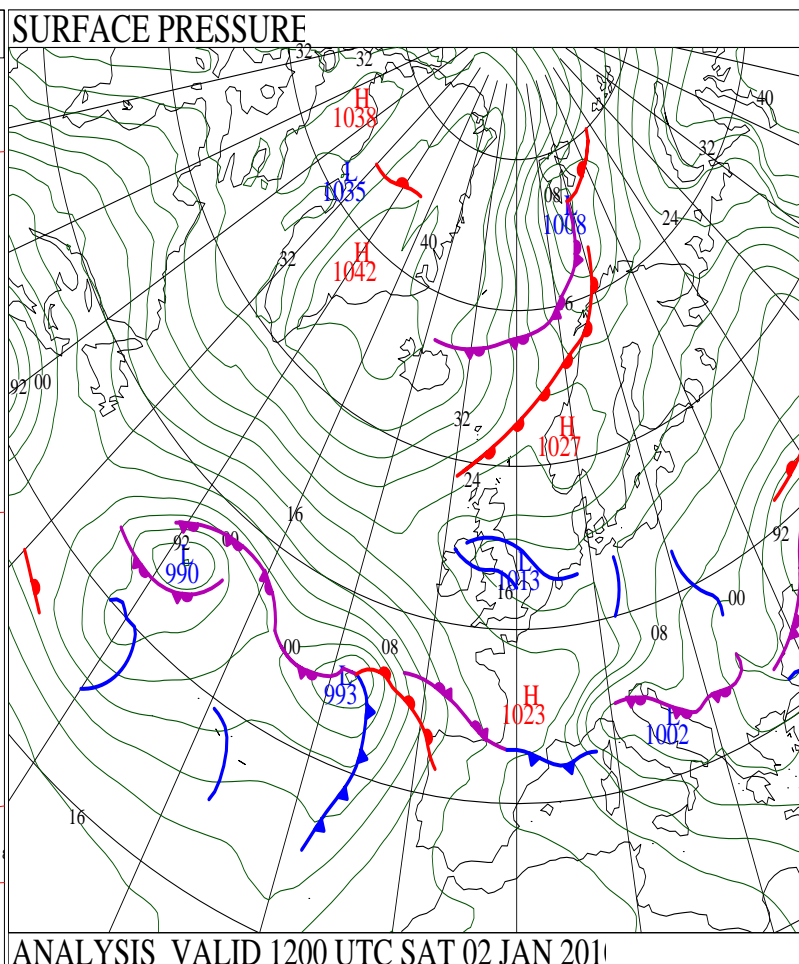 SURFACE PRESSURE
32
32
40
H
1038
32
L
1035
08
L
1008
24
40
H
1042
32
6
92 00
32
H
1027
24
16
92
00
92
L
990
L
1013
16
00
08
00
08
L
993
H
1023
L
1002
16
ANALYSIS VALID 1200 UTC SAT 02 JAN 201